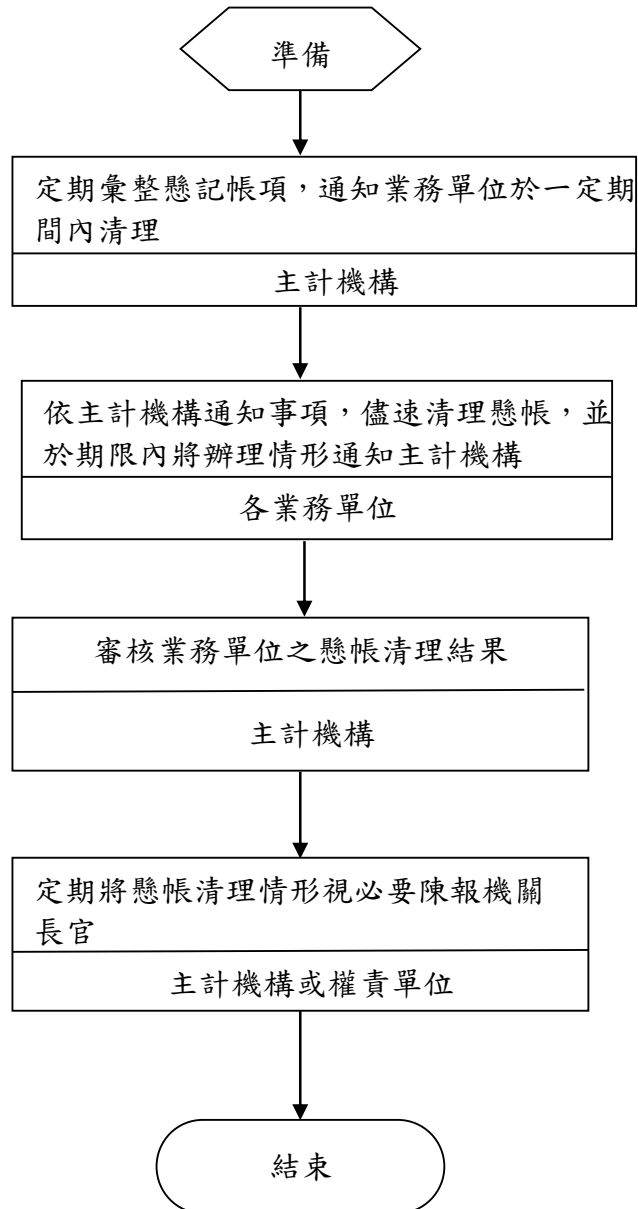 準備
定期彙整懸記帳項，通知業務單位於一定期
間內清理
主計機構
依主計機構通知事項，儘速清理懸帳，並
於期限內將辦理情形通知主計機構
各業務單位
審核業務單位之懸帳清理結果
主計機構
定期將懸帳清理情形視必要陳報機關
長官
主計機構或權責單位
結束